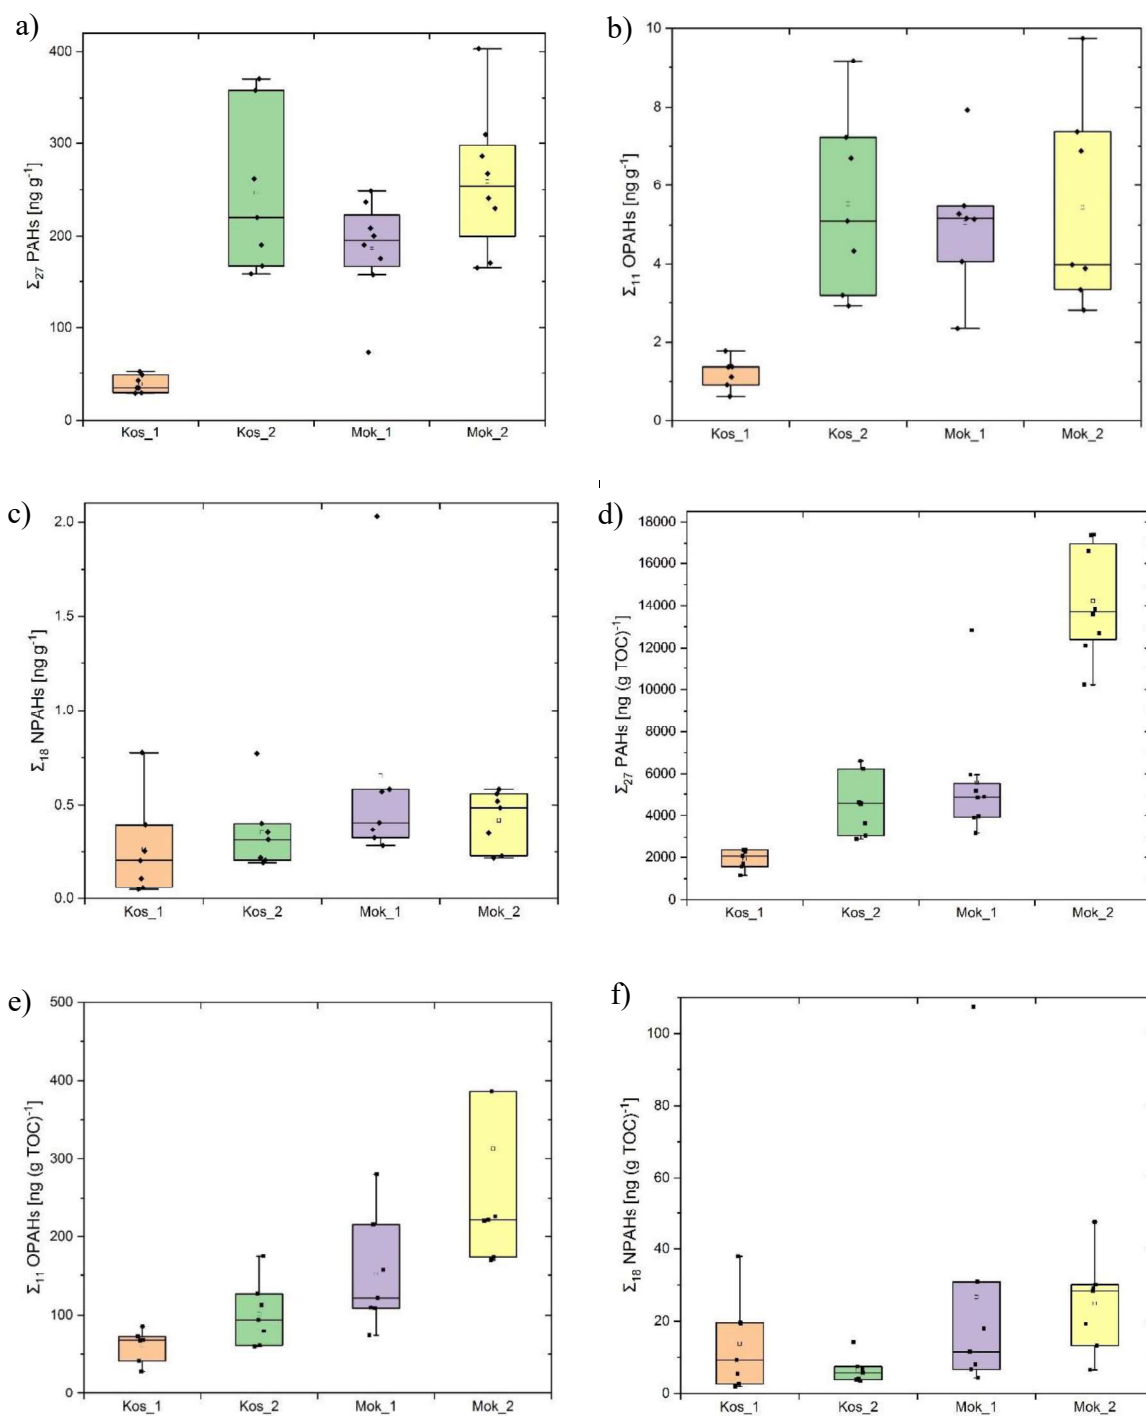 a)
400
300
200
100
0
Σ27 PAHs [ng g-1]
Kos_1 Kos_2 Mok_1 Mok_2
b)
10
8
6
4
2
0
Σ11 OPAHs [ng g-1]
Kos_1 Kos_2 Mok_1 Mok_2
c)
2.0
1.5
1.0
0.5
0.0
Σ18 NPAHs [ng g-1]
Kos_1 Kos_2 Mok_1 Mok_2
d)
18000
16000
14000
12000
10000
8000
6000
4000
2000
0
Σ27 PAHs [ng (g TOC)-1]
Kos_1 Kos_2 Mok_1 Mok_2
e)
500
400
300
200
100
0
Σ11 OPAHs [ng (g TOC)-1]
Kos_1 Kos_2 Mok_1 Mok_2
f)
100
80
60
40
20
0
Σ18 NPAHs [ng (g TOC)-1]
Kos_1 Kos_2 Mok_1 Mok_2